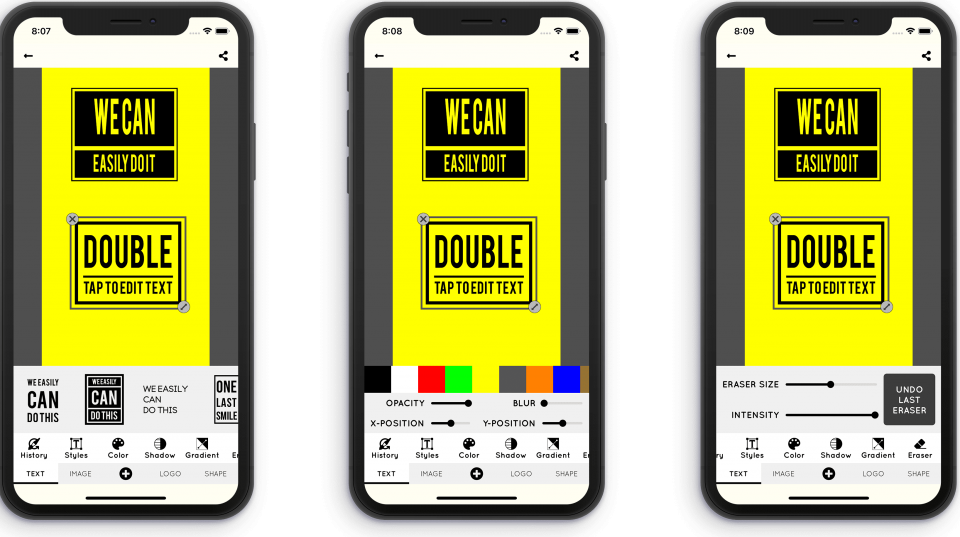 8:07
WE CAN
EASILY DO IT
DOUBLE
TAP TO EDIT TEXT
WE EASILY
CAN
DO THIS
WE EASILY
CAN
DO THIS
WE EASILY
CAN
DO THIS
ONE
LAST
SMILE
History Styles Color Shadow Gradient Er
TEXT IMAGE LOGO SHAPE
8:08
WE CAN
EASILY DO IT
DOUBLE
TAP TO EDIT TEXT
OPACITY BLUR
X-POSITION Y-POSITION
History Styles Color Shadow Gradient Er
TEXT IMAGE LOGO SHAPE
8:09
WE CAN
EASILY DO IT
DOUBLE
TAP TO EDIT TEXT
ERASER SIZE
INTENSITY
UNDO
LAST
ERASER
ry Styles Color Shadow Gradient Eraser
TEXT IMAGE LOGO SHAPE